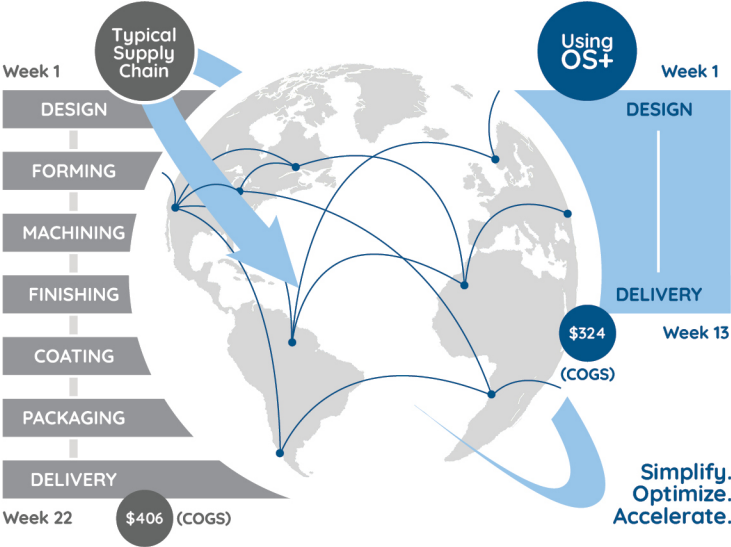 Typical
Supply
Chain
Week 1
DESIGN
FORMING
MACHINING
FINISHING
COATING
PACKAGING
DELIVERY
Week 22
$406
(COGS)
Using
OS+
Week 1
DESIGN
DELIVERY
Week 13
$324
(COGS)
Simplify.
Optimize.
Accelerate.